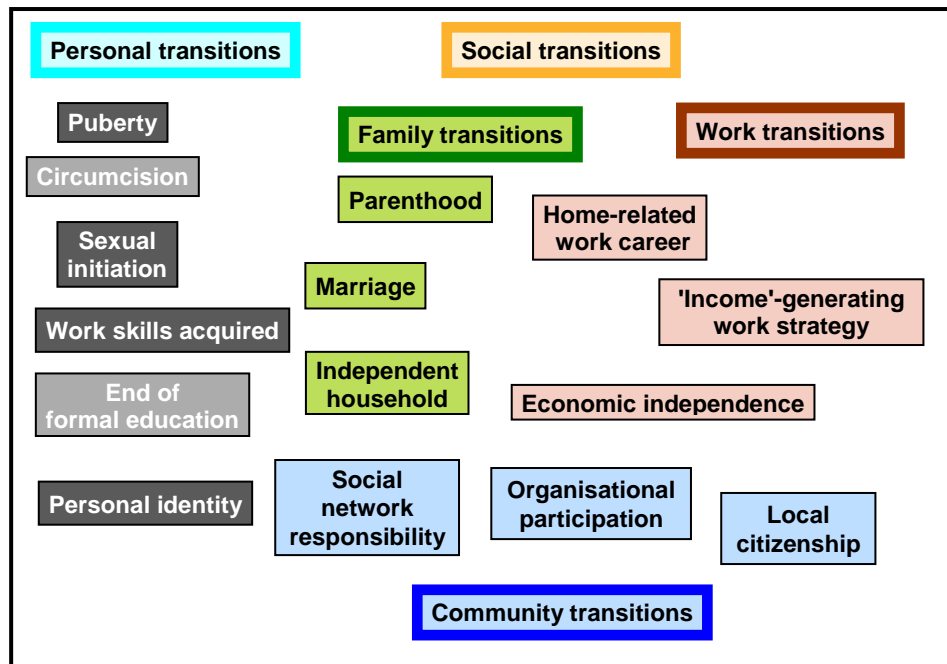 Personal transitions
Social transitions
Puberty
Family transitions
Work transitions
Circumcision
Parenthood
Home-related
work career
Sexual
initiation
Marriage
'Income'-generating
work strategy
Work skills acquired
Independent
household
End of
formal education
Economic independence
Personal identity
Social
network
responsibility
Organisational
participation
Local
citizenship
Community transitions